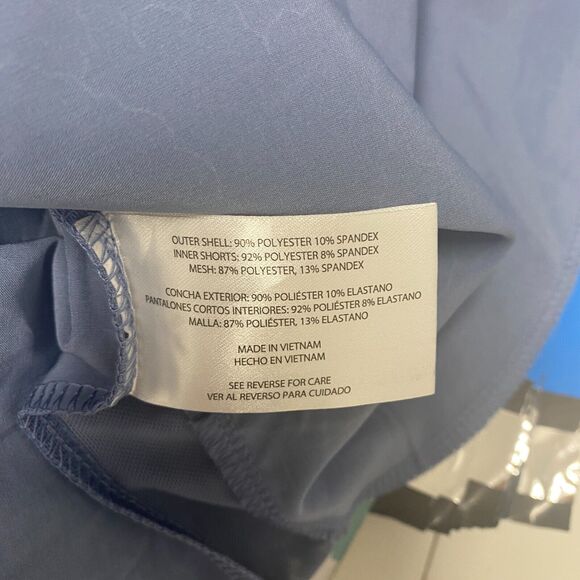 OUTER SHELL: 90% POLYESTER 10% SPANDEX
INNER SHORTS: 92% POLYESTER 8% SPANDEX
MESH: 87% POLYESTER, 13% SPANDEX
CONCHA EXTERIOR: 90% POLIÉSTER 10% ELASTANO
PANTALONES CORTOS INTERIORES: 92% POLIÉSTER 8% ELASTANO
MALLA: 87% POLIÉSTER, 13% ELASTANO
MADE IN VIETNAM
HECHO EN VIETNAM
SEE REVERSE FOR CARE
VER AL REVERSO PARA CUIDADO